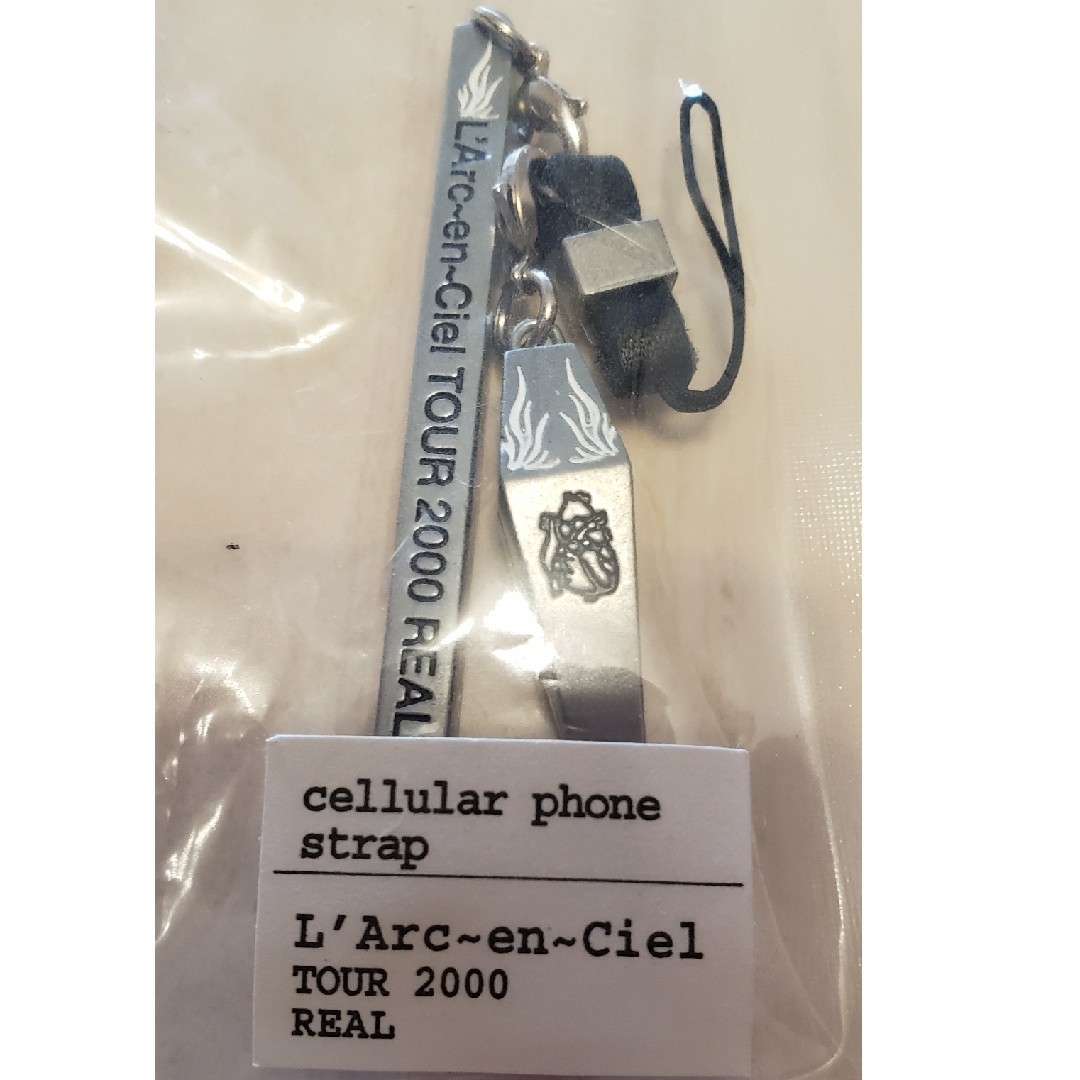 L'Arc~en~Ciel TOUR 2000 REAL
cellular phone
strap
L'Arc~en~Ciel
TOUR 2000
REAL